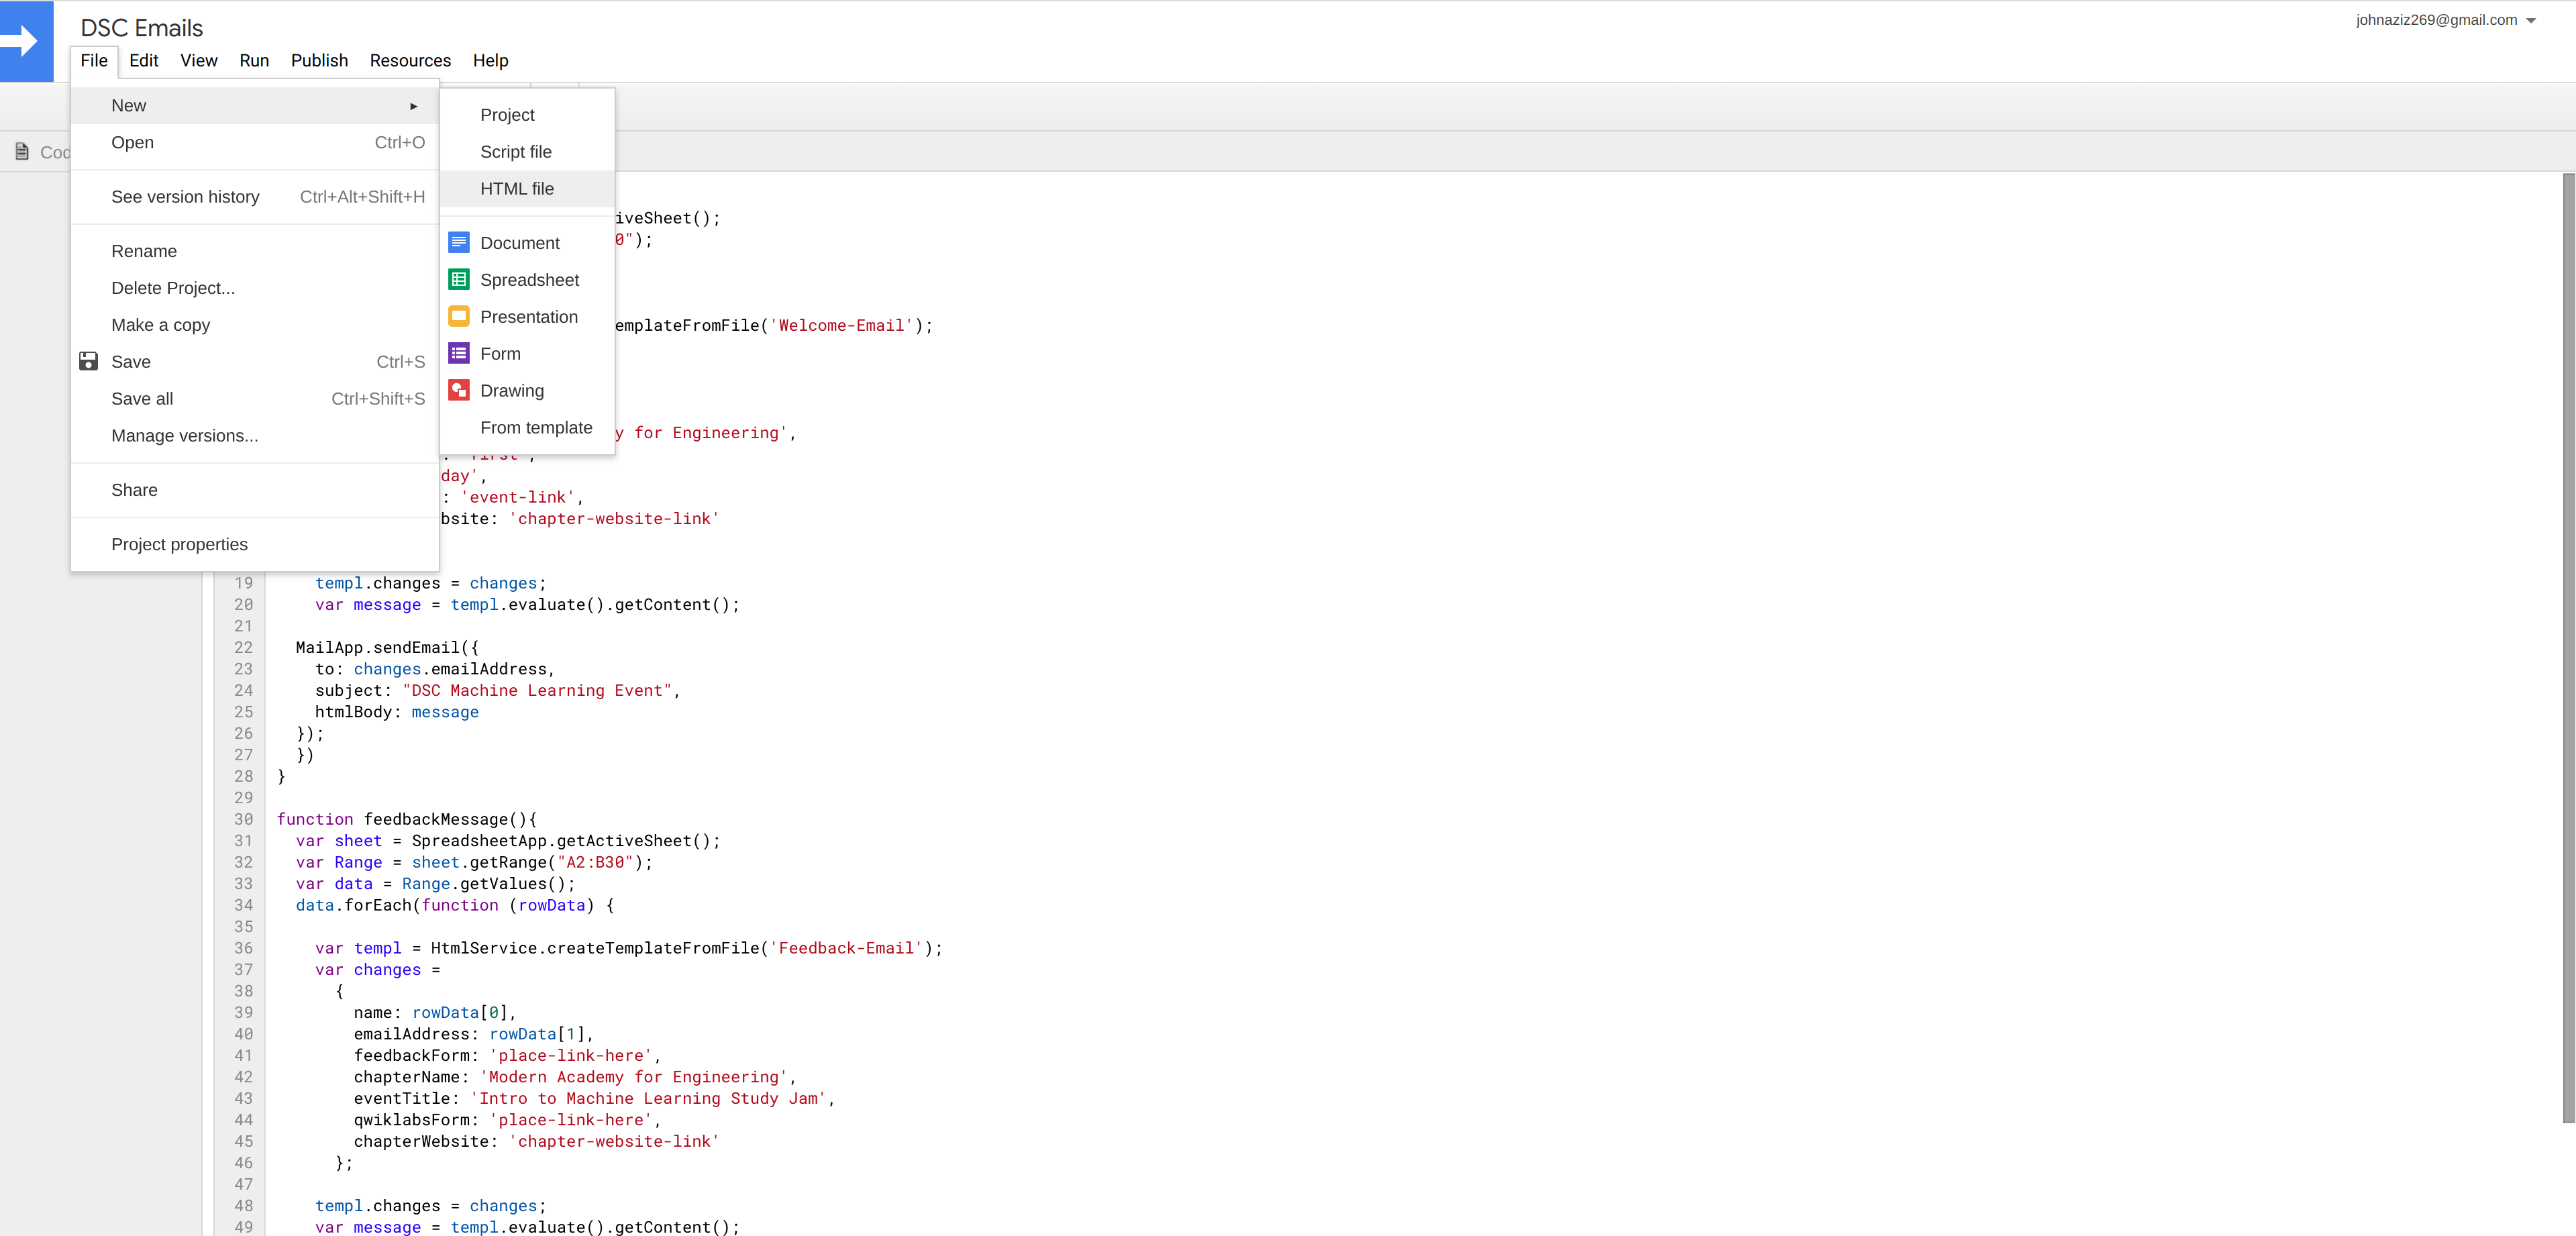 DSC Emails
johnaziz269@gmail.com
File Edit View Run Publish Resources Help
New
Open Ctrl+O
See version history Ctrl+Alt+Shift+H
Rename
Delete Project...
Make a copy
Save Ctrl+S
Save all Ctrl+Shift+S
Manage versions...
Share
Project properties
Project
Script file
HTML file
Document
Spreadsheet
Presentation
Form
Drawing
From template
iveSheet();
0");
emplateFromFile('Welcome-Email');
y for Engineering',
: 'first',
day',
: 'event-link',
bsite: 'chapter-website-link'
19 templ.changes = changes;
20 var message = templ.evaluate().getContent();
21
22 MailApp.sendEmail({
23 to: changes.emailAddress,
24 subject: "DSC Machine Learning Event",
25 htmlBody: message
26 });
27 })
28 }
29
30 function feedbackMessage(){
31 var sheet = SpreadsheetApp.getActiveSheet();
32 var Range = sheet.getRange("A2:B30");
33 var data = Range.getValues();
34 data.forEach(function (rowData) {
35
36 var templ = HtmlService.createTemplateFromFile('Feedback-Email');
37 var changes =
38 {
39 name: rowData[0],
40 emailAddress: rowData[1],
41 feedbackForm: 'place-link-here',
42 chapterName: 'Modern Academy for Engineering',
43 eventTitle: 'Intro to Machine Learning Study Jam',
44 qwiklabsForm: 'place-link-here',
45 chapterWebsite: 'chapter-website-link'
46 };
47
48 templ.changes = changes;
49 var message = templ.evaluate().getContent();